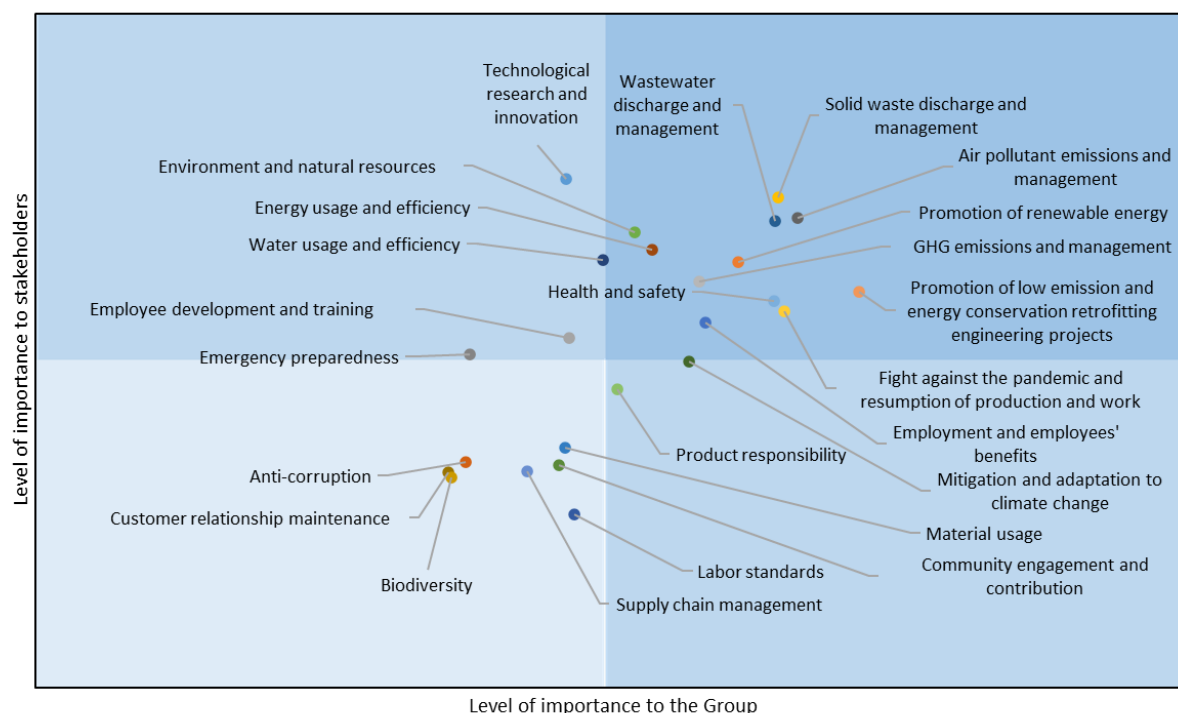 Technological
research and
innovation
Wastewater
discharge and
management
Solid waste discharge and
management
Environment and natural resources
Air pollutant emissions and
management
Energy usage and efficiency
Promotion of renewable energy
Water usage and efficiency
GHG emissions and management
Health and safety
Promotion of low emission and
energy conservation retrofitting
engineering projects
Employee development and training
Emergency preparedness
Fight against the pandemic and
resumption of production and work
Employment and employees'
benefits
Product responsibility
Anti-corruption
Mitigation and adaptation to
climate change
Customer relationship maintenance
Material usage
Biodiversity
Labor standards
Community engagement and
contribution
Supply chain management
Level of importance to stakeholders
Level of importance to the Group